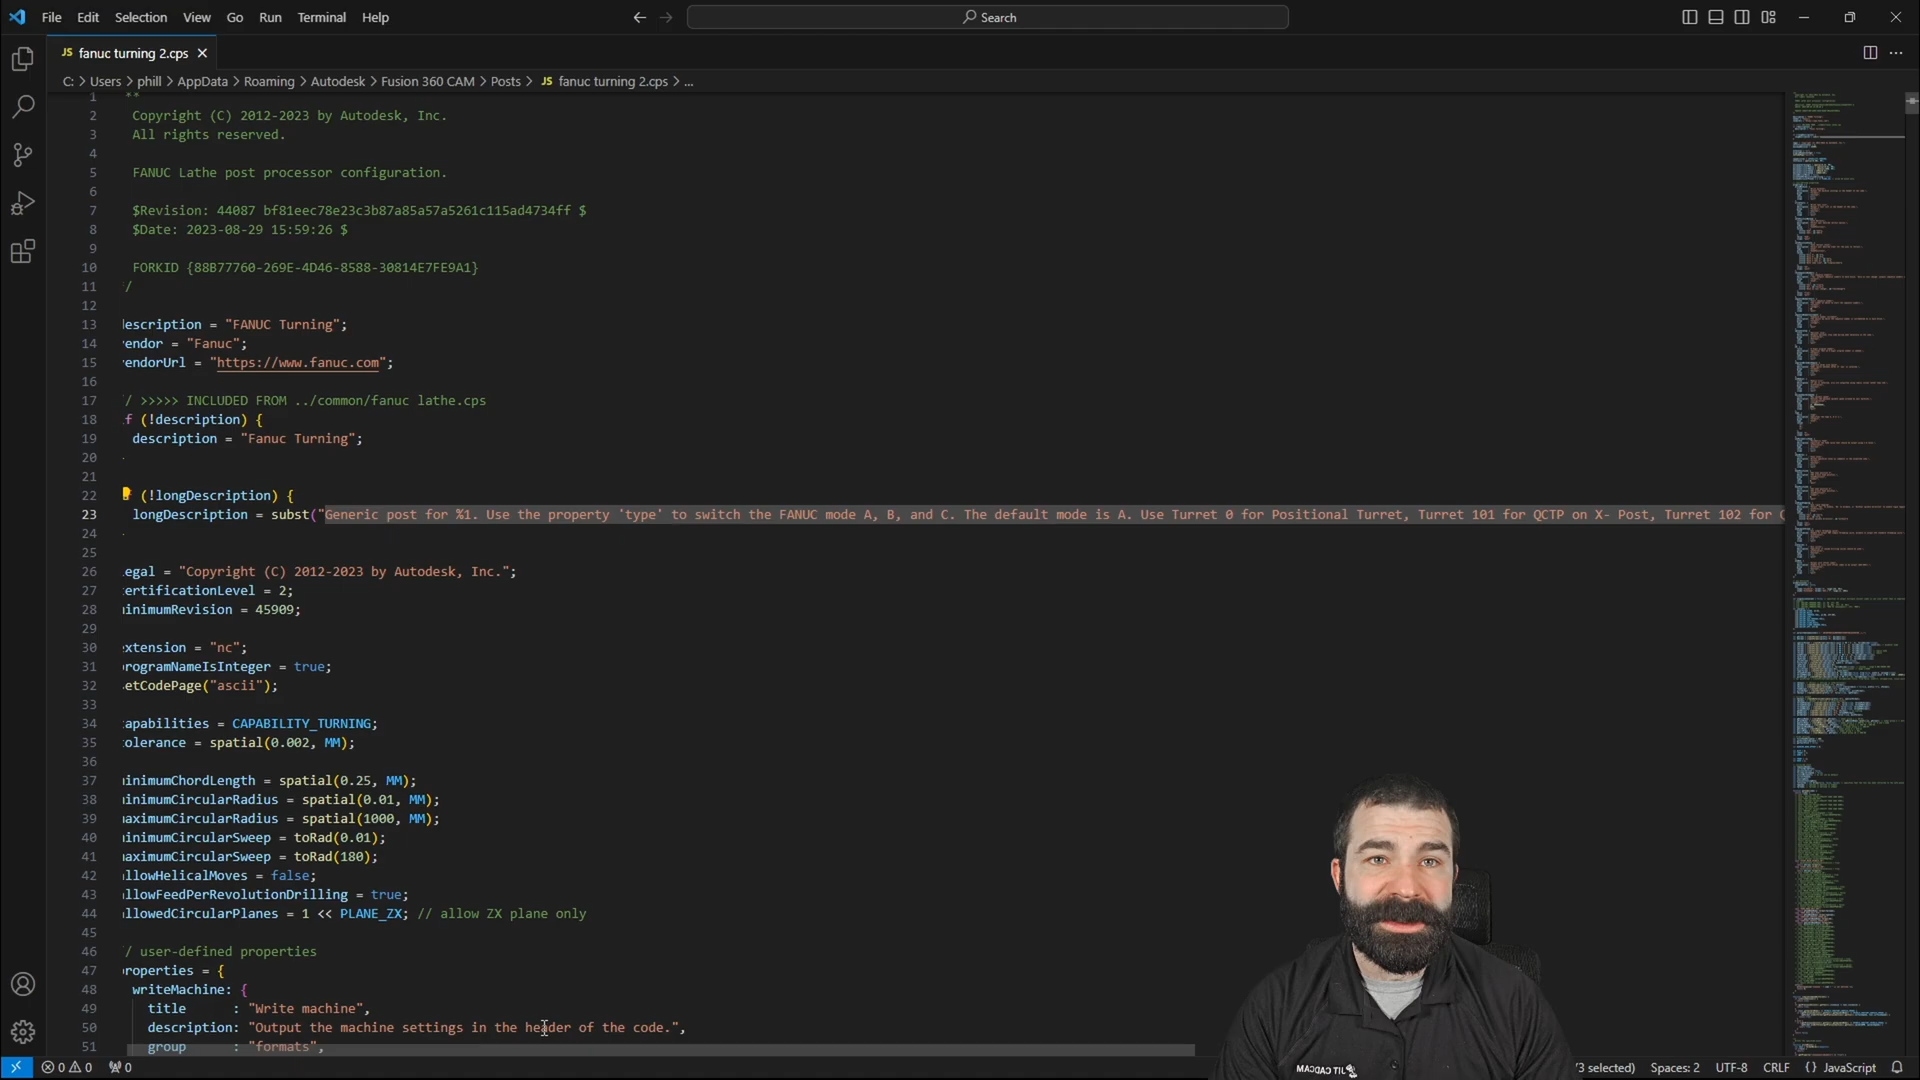 File Edit Selection View Go Run Terminal Help
Search
JS fanuc turning 2.cps
C: > Users > phill > AppData > Roaming > Autodesk > Fusion 360 CAM > Posts > JS fanuc turning 2.cps > ...
1 **
2 Copyright (C) 2012-2023 by Autodesk, Inc.
3 All rights reserved.
4
5 FANUC Lathe post processor configuration.
6
7 $Revision: 44087 bf81eec78e23c3b87a85a57a5261c115ad4734ff $
8 $Date: 2023-08-29 15:59:26 $
9
10 FORKID {88B77760-269E-4D46-8588-30814E7FE9A1}
11 /
12
13 description = "FANUC Turning";
14 endor = "Fanuc";
15 endorUrl = "https://www.fanuc.com";
16
17 / >>>>> INCLUDED FROM ../common/fanuc lathe.cps
18 f (!description) {
19 description = "Fanuc Turning";
20
21
22 (!longDescription) {
23 longDescription = subst("Generic post for %1. Use the property 'type' to switch the FANUC mode A, B, and C. The default mode is A. Use Turret 0 for Positional Turret, Turret 101 for QCTP on X- Post, Turret 102 for
24
25
26 egal = "Copyright (C) 2012-2023 by Autodesk, Inc.";
27 ertificationLevel = 2;
28 inimumRevision = 45909;
29
30 xtension = "nc";
31 rogramNameIsInteger = true;
32 etCodePage("ascii");
33
34 apabilities = CAPABILITY_TURNING;
35 olerance = spatial(0.002, MM);
36
37 inimumChordLength = spatial(0.25, MM);
38 inimumCircularRadius = spatial(0.01, MM);
39 aximumCircularRadius = spatial(1000, MM);
40 inimumCircularSweep = toRad(0.01);
41 aximumCircularSweep = toRad(180);
42 llowHelicalMoves = false;
43 llowFeedPerRevolutionDrilling = true;
44 llowedCircularPlanes = 1 << PLANE_ZX; // allow ZX plane only
45
46 / user-defined properties
47 roperties = {
48 writeMachine: {
49 title : "Write machine",
50 description: "Output the machine settings in the header of the code.",
51 group : "formats",
0 0 0
3 selected) Spaces: 2 UTF-8 CRLF {} JavaScript